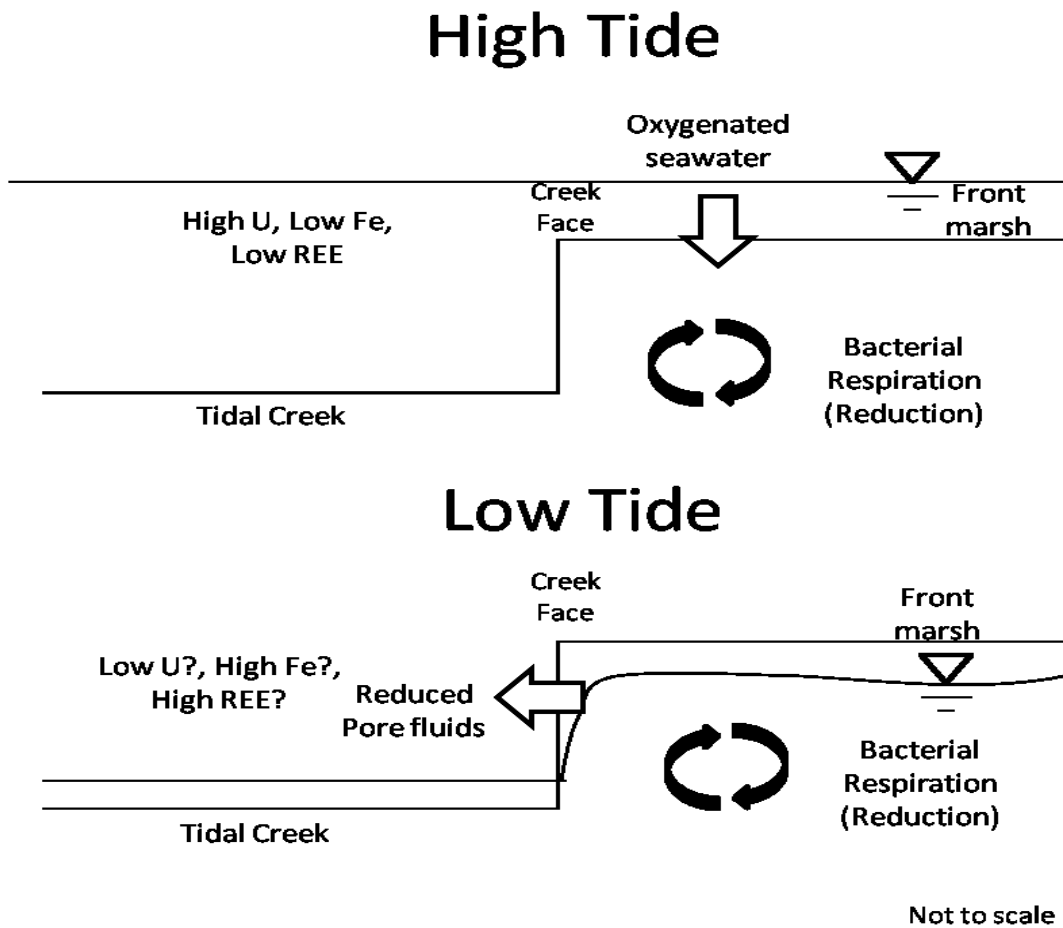 High Tide
Oxygenated
seawater
Creek
Face
Front
marsh
High U, Low Fe,
Low REE
Bacterial
Respiration
(Reduction)
Tidal Creek
Low Tide
Creek
Face
Front
marsh
Low U?, High Fe?,
High REE?
Reduced
Pore fluids
Bacterial
Respiration
(Reduction)
Tidal Creek
Not to scale